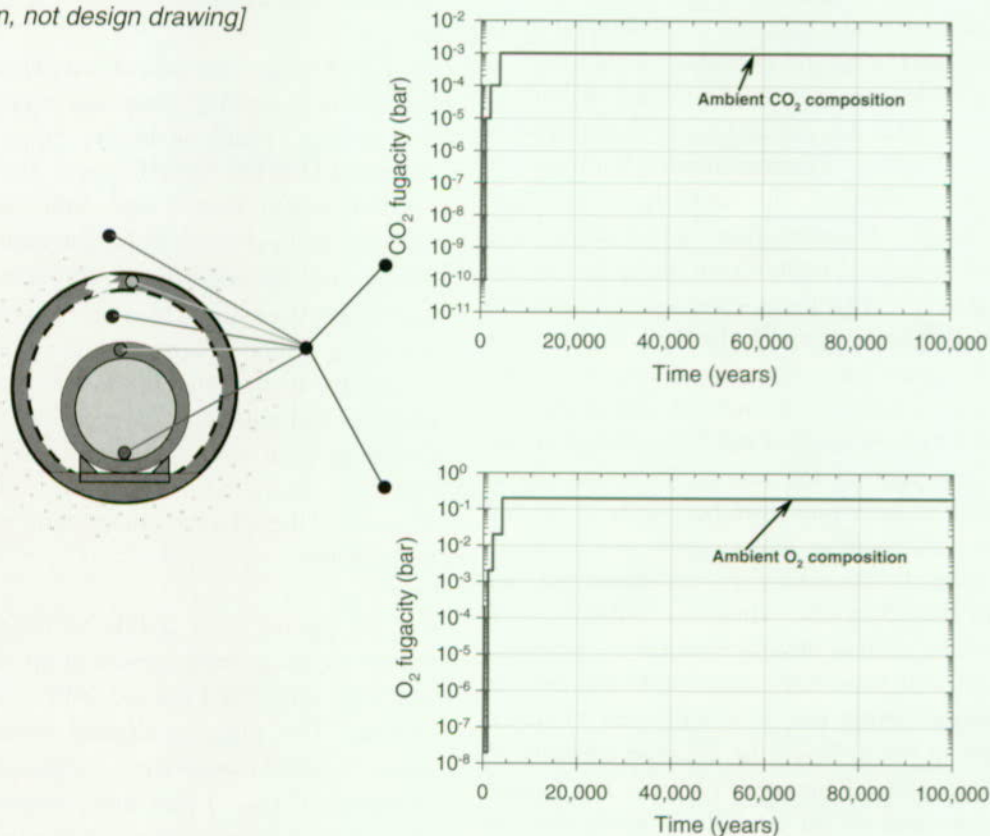 n, not design drawing]
CO₂ fugacity (bar)
10⁻²
10⁻³
10⁻⁴
10⁻⁵
10⁻⁶
10⁻⁷
10⁻⁸
10⁻⁹
10⁻¹⁰
10⁻¹¹
Ambient CO₂ composition
0 20,000 40,000 60,000 80,000 100,000
Time (years)
O₂ fugacity (bar)
10⁰
10⁻¹
10⁻²
10⁻³
10⁻⁴
10⁻⁵
10⁻⁶
10⁻⁷
10⁻⁸
Ambient O₂ composition
0 20,000 40,000 60,000 80,000 100,000
Time (years)